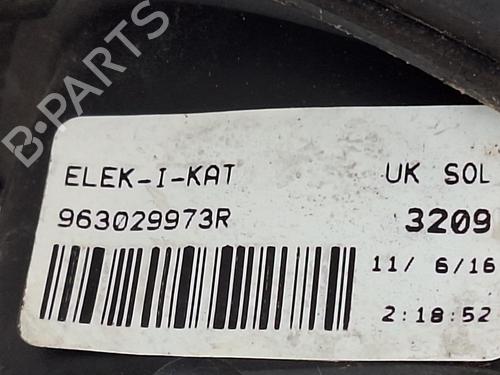 B-PARTS
ELEK-I-KAT UK SOL
963029973R 3209
11/ 6/16
2:18:52